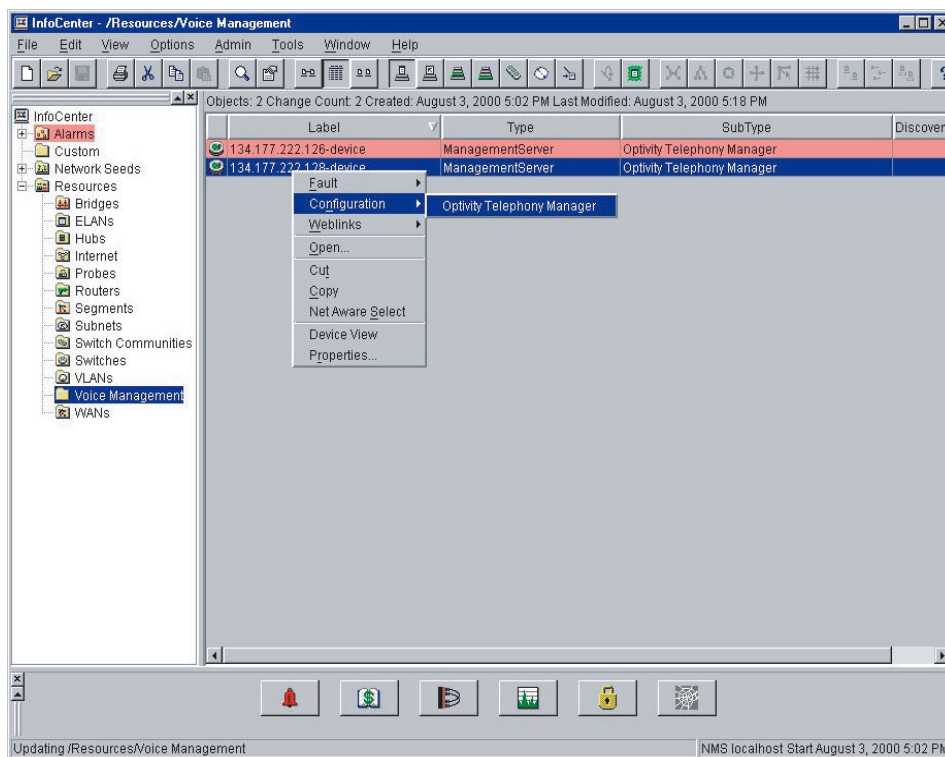 InfoCenter - /Resources/Voice Management
File Edit View Options Admin Tools Window Help
Objects: 2 Change Count: 2 Created: August 3, 2000 5:02 PM Last Modified: August 3, 2000 5:18 PM
InfoCenter
Alarms
Custom
Network Seeds
Resources
Bridges
ELANs
Hubs
Internet
Probes
Routers
Segments
Subnets
Switch Communities
Switches
VLANs
Voice Management
WANs
Label Type SubType Discover
134.177.222.126-device ManagementServer Optivity Telephony Manager
134.177.222.128-device ManagementServer Optivity Telephony Manager
Fault
Configuration
Optivity Telephony Manager
Weblinks
Open...
Cut
Copy
Net Aware Select
Device View
Properties...
Updating /Resources/Voice Management
NMS localhost Start August 3, 2000 5:02 PM